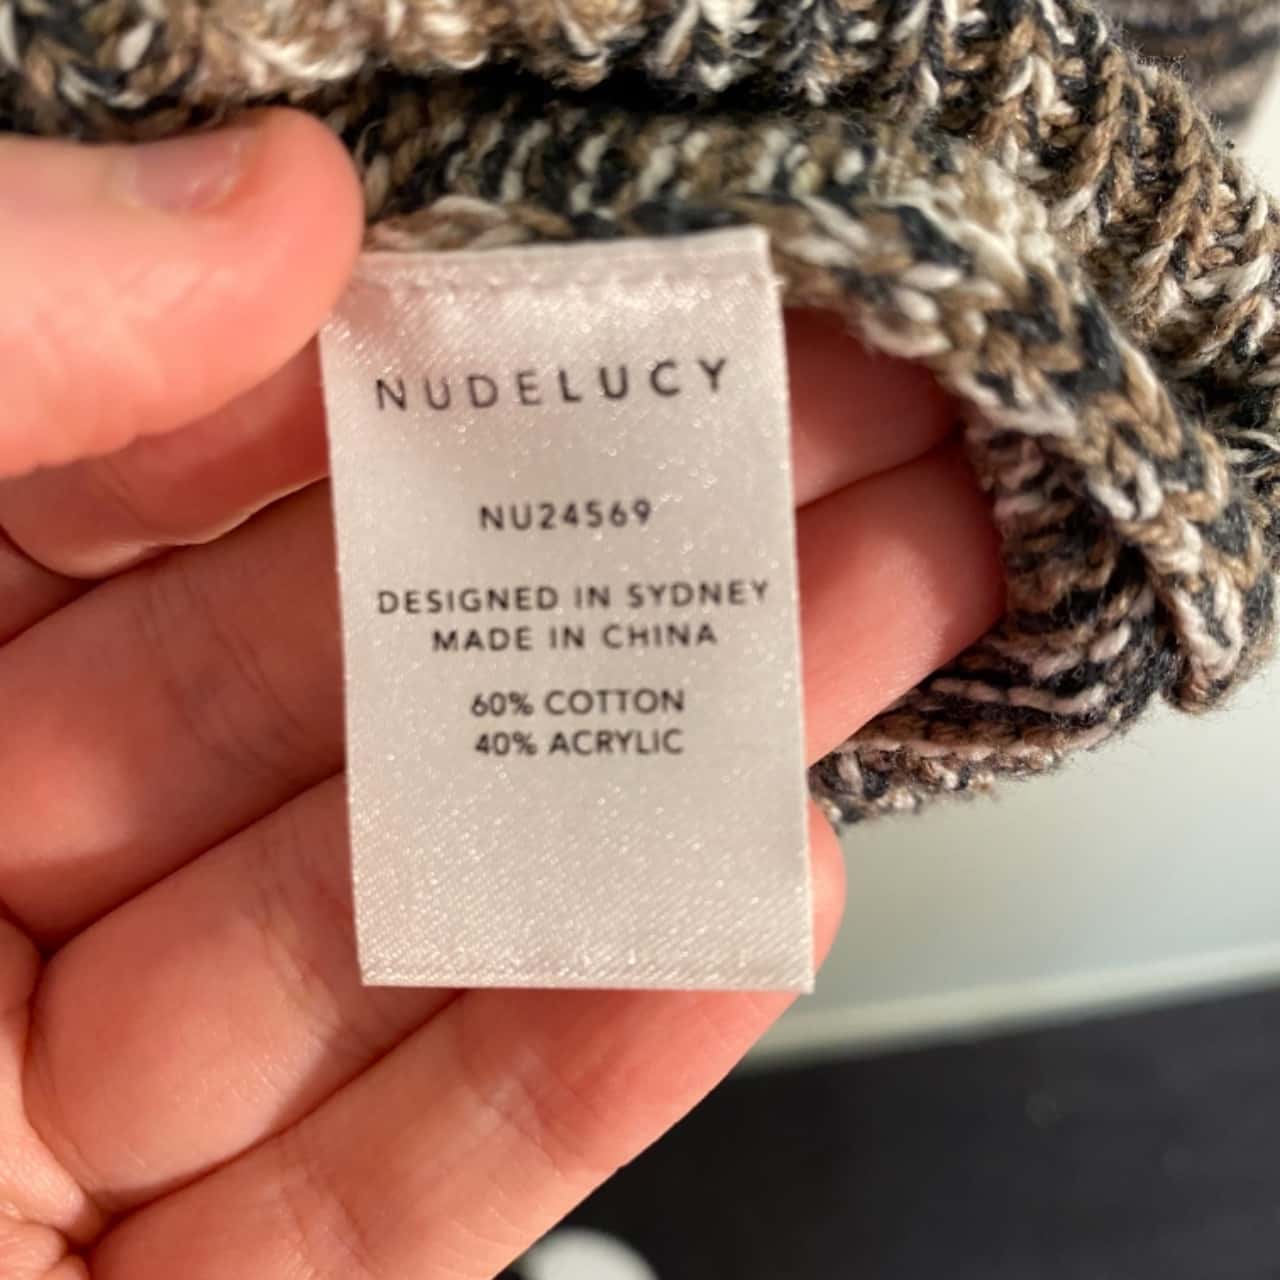 NUDELUCY
NU24569
DESIGNED IN SYDNEY
MADE IN CHINA
60% COTTON
40% ACRYLIC